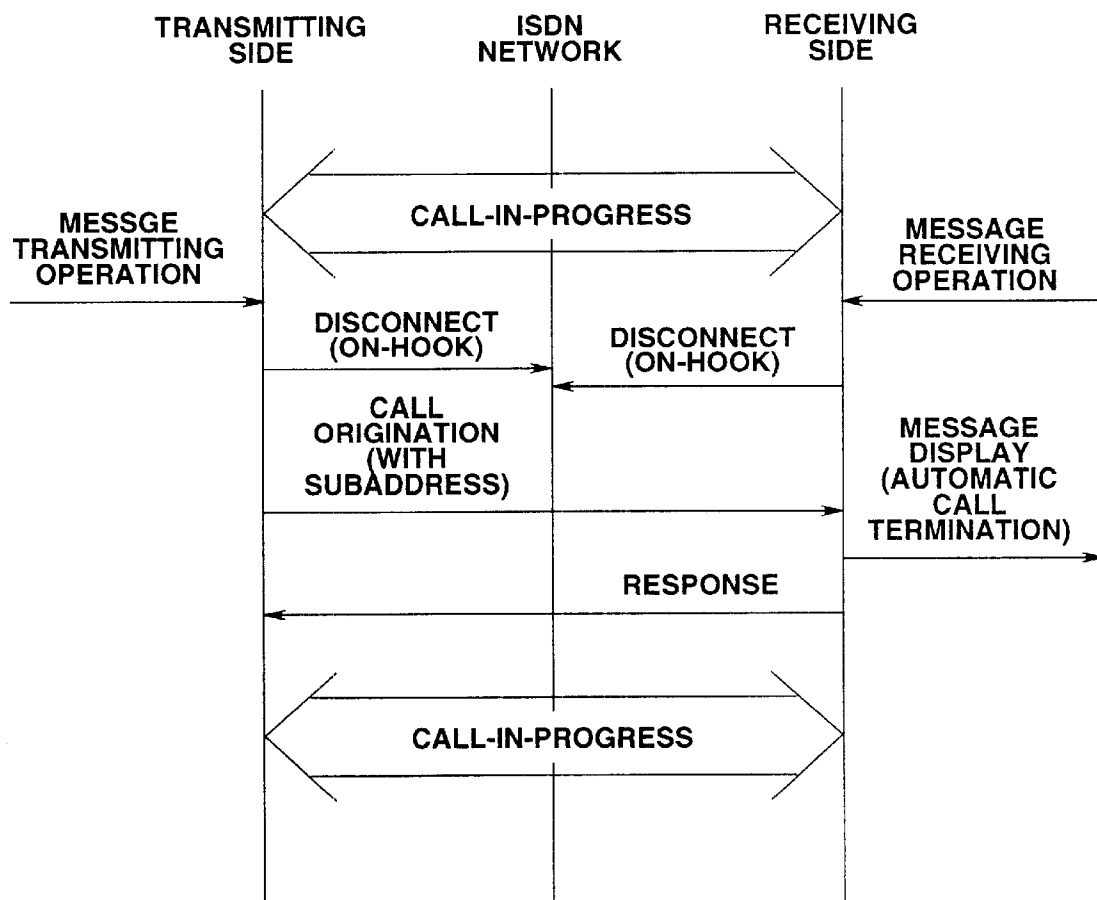 TRANSMITTING
SIDE
ISDN
NETWORK
RECEIVING
SIDE
CALL-IN-PROGRESS
MESSGE
TRANSMITTING
OPERATION
MESSAGE
RECEIVING
OPERATION
DISCONNECT
(ON-HOOK)
DISCONNECT
(ON-HOOK)
CALL
ORIGINATION
(WITH
SUBADDRESS)
MESSAGE
DISPLAY
(AUTOMATIC
CALL
TERMINATION)
RESPONSE
CALL-IN-PROGRESS